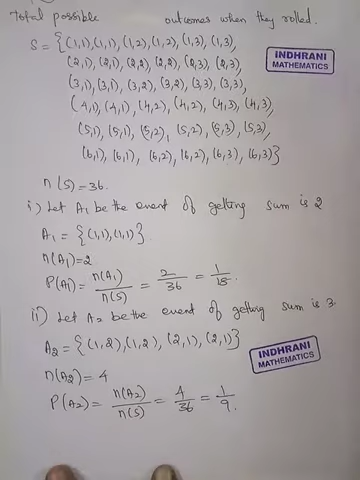 Total possible outcomes when they rolled.
S = {(1,1),(1,1),(1,2),(1,2),(1,3),(1,3),
(2,1),(2,1),(2,2),(2,2),(2,3),(2,3),
(3,1),(3,1),(3,2),(3,2),(3,3),(3,3),
(4,1),(4,1),(4,2),(4,2),(4,3),(4,3),
(5,1),(5,1),(5,2),(5,2),(5,3),(5,3),
(6,1),(6,1),(6,2),(6,2),(6,3),(6,3)}
INDHRANI
MATHEMATICS
n(S)=36.
i) Let A₁ be the event of getting sum is 2
A₁ = {(1,1),(1,1)}
n(A₁)=2
P(A₁) = n(A₁)/n(S) = 2/36 = 1/18.
ii) Let A₂ be the event of getting sum is 3.
A₂ = {(1,2),(1,2),(2,1),(2,1)}
n(A₂) = 4
P(A₂) = n(A₂)/n(S) = 4/36 = 1/9.
INDHRANI
MATHEMATICS